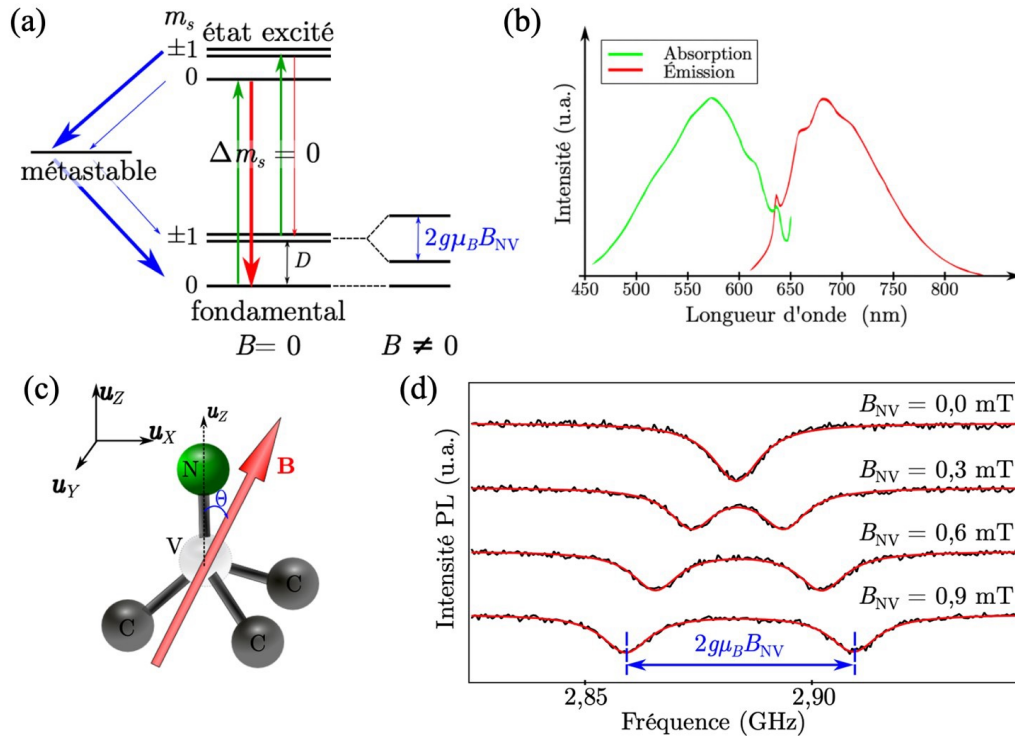 (a)
m_s
état excité
±1
0
Δm_s = 0
métastable
±1
D
2gμ_B B_NV
0
fondamental
B= 0
B ≠ 0
(b)
Absorption
Émission
Intensité (u.a.)
450 500 550 600 650 700 750 800
Longueur d'onde (nm)
(c)
u_Z
u_X
u_Y
u_Z
N
Θ
B
V
C
C
C
(d)
B_NV = 0,0 mT
B_NV = 0,3 mT
B_NV = 0,6 mT
B_NV = 0,9 mT
2gμ_B B_NV
Intensité PL (u.a.)
2,85 2,90
Fréquence (GHz)